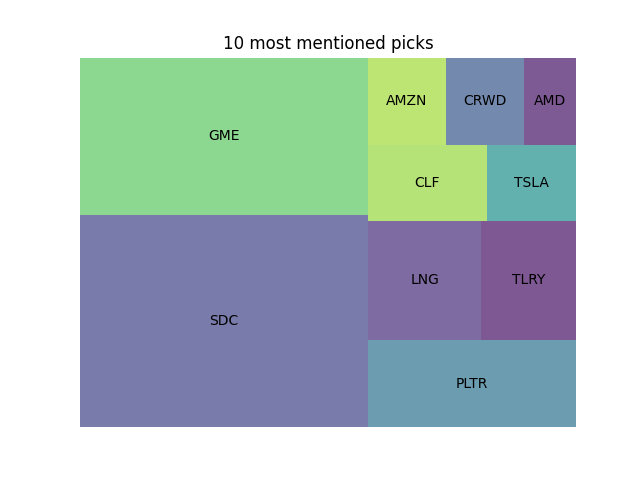 10 most mentioned picks
GME
AMZN
CRWD
AMD
CLF
TSLA
SDC
LNG
TLRY
PLTR